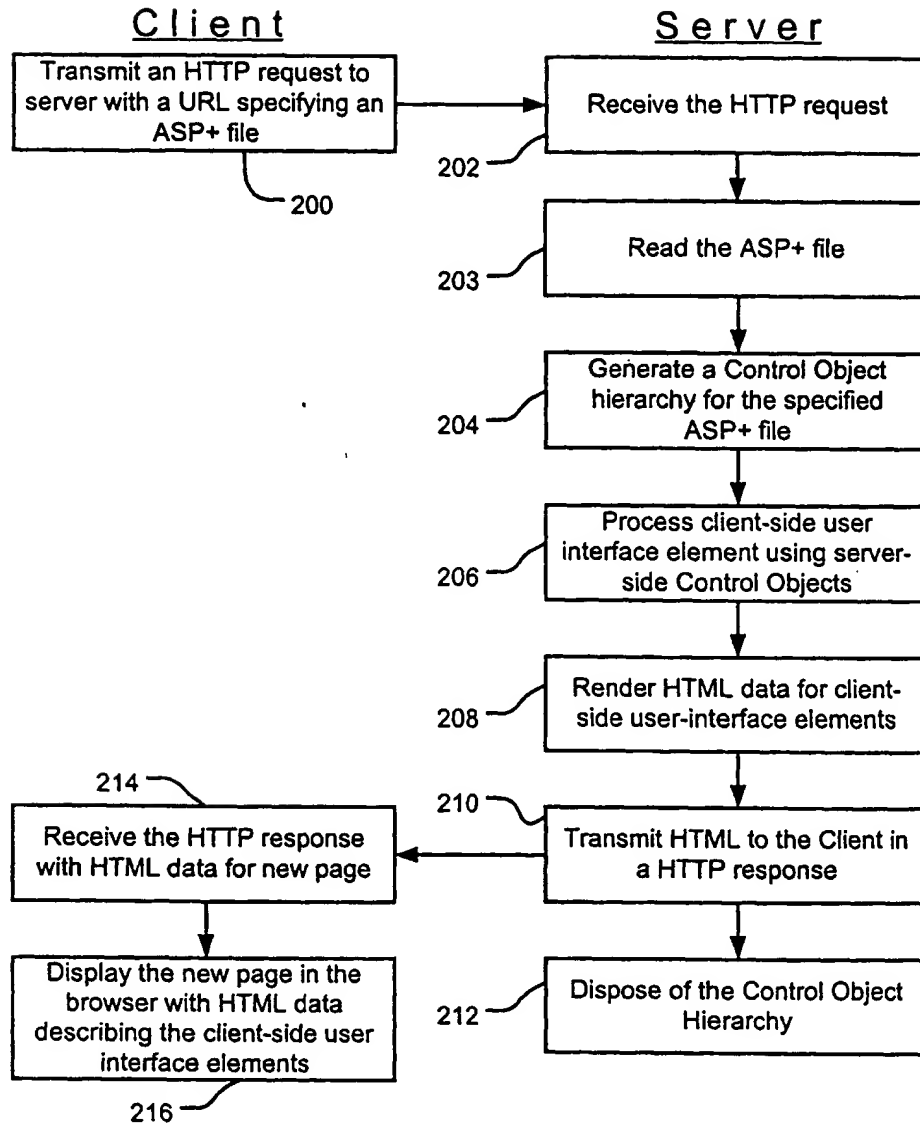 Client
Server
Transmit an HTTP request to
server with a URL specifying an
ASP+ file
200
Receive the HTTP request
202
Read the ASP+ file
203
Generate a Control Object
hierarchy for the specified
ASP+ file
204
Process client-side user
interface element using server-
side Control Objects
206
Render HTML data for client-
side user-interface elements
208
Transmit HTML to the Client in
a HTTP response
210
214
Receive the HTTP response
with HTML data for new page
Display the new page in the
browser with HTML data
describing the client-side user
interface elements
216
Dispose of the Control Object
Hierarchy
212